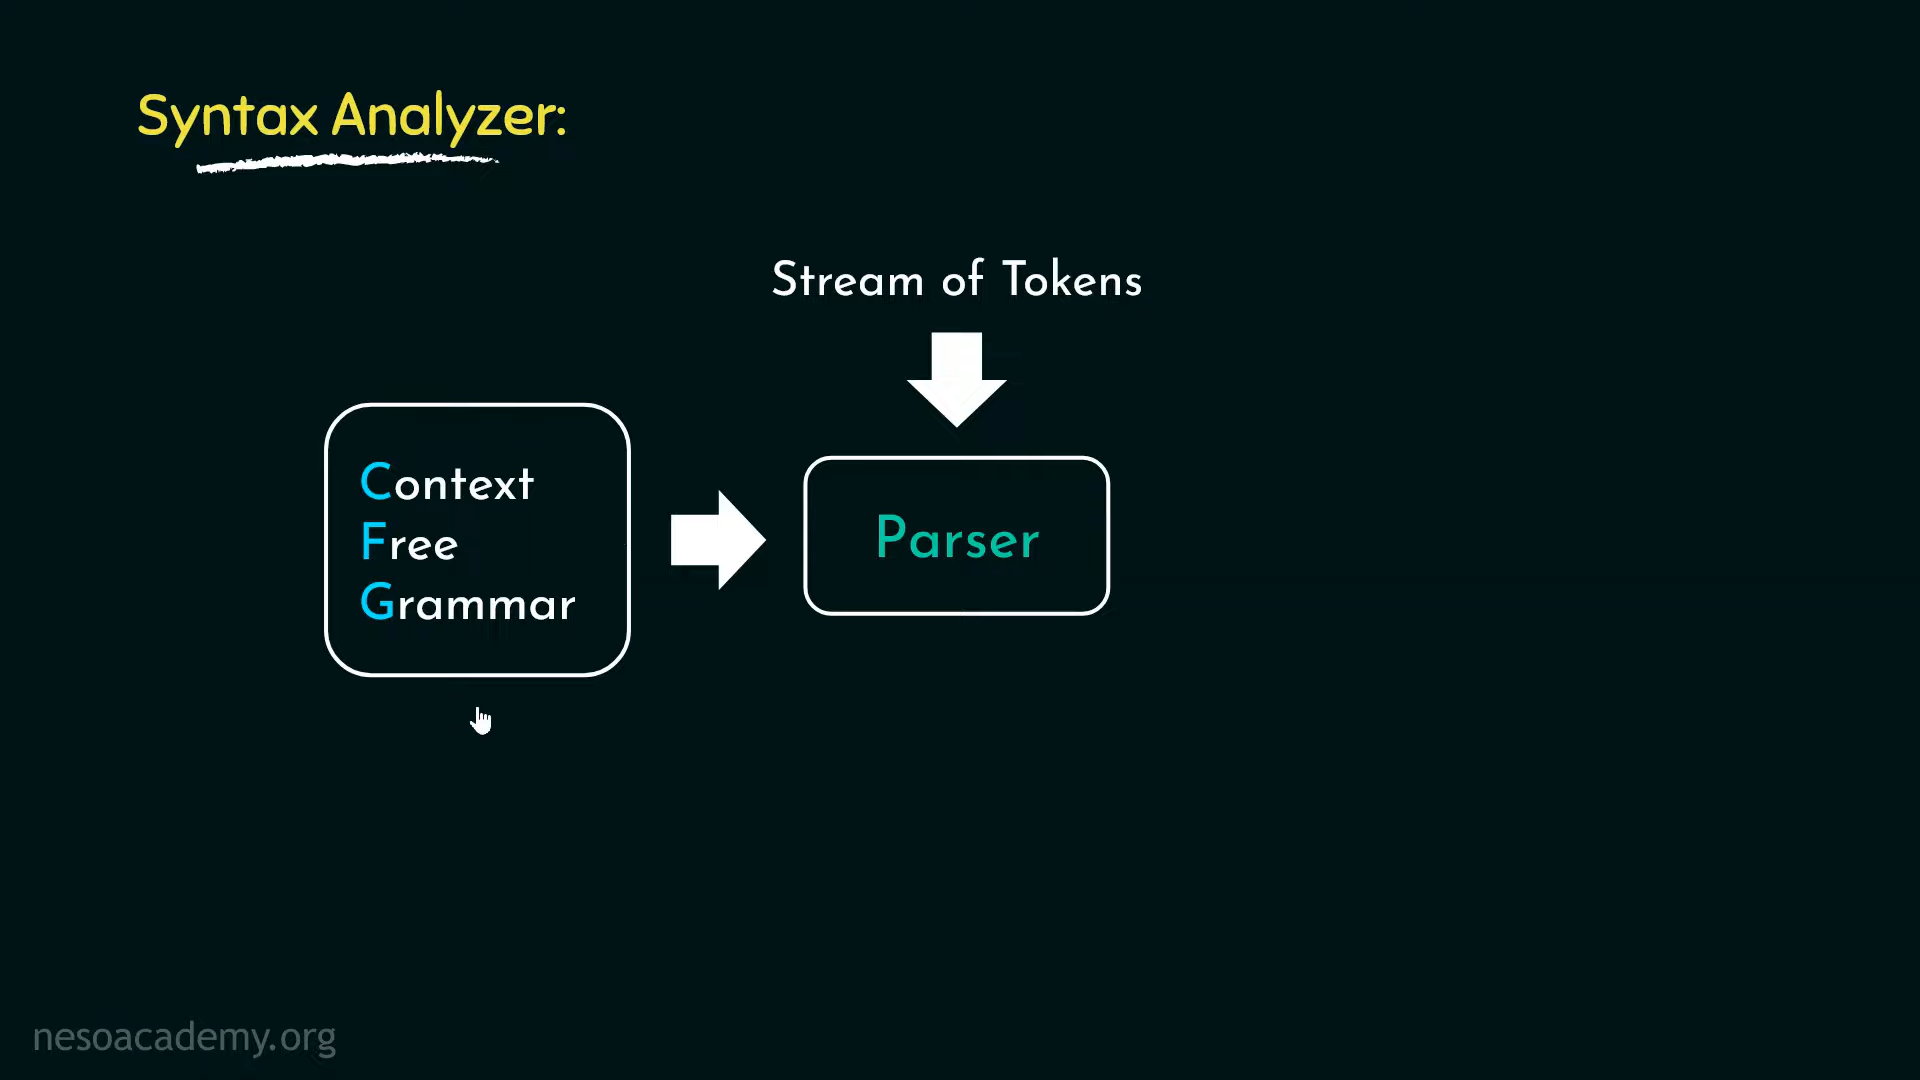 Syntax Analyzer:
Stream of Tokens
Context
Free
Grammar
Parser
nesoacademy.org